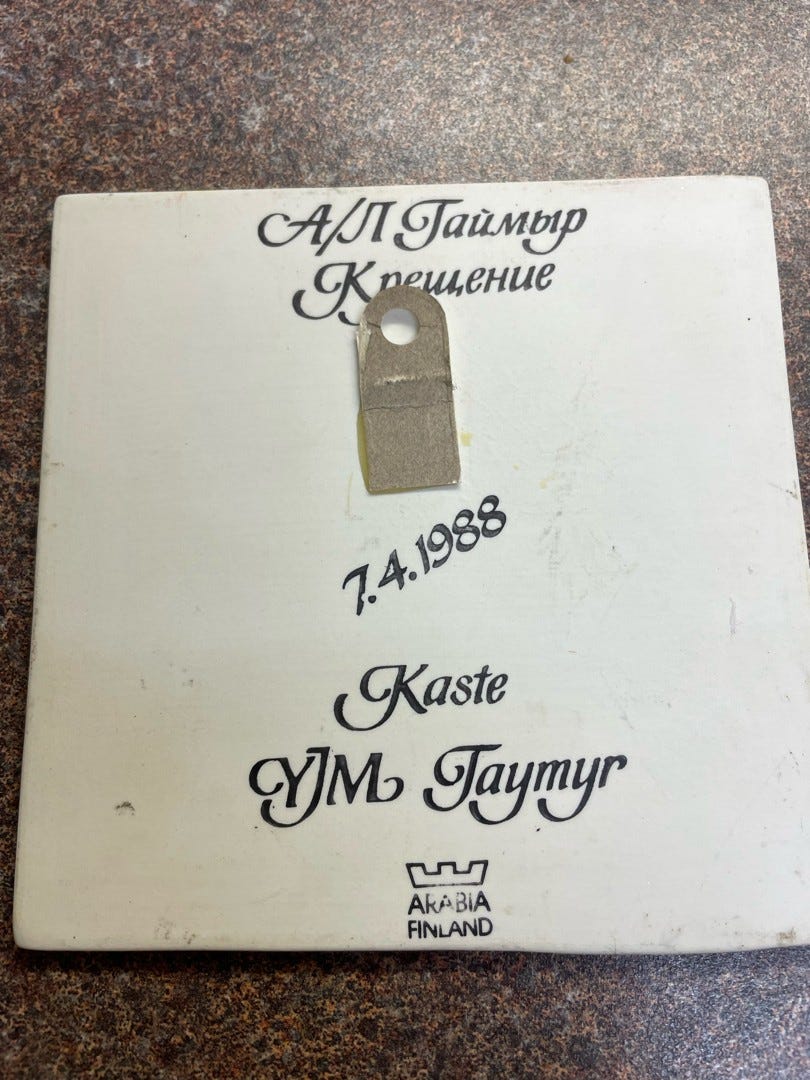 А/Л Таймыр
Крещение
7.4.1988
Kaste
YJM Taymyr
ARABIA
FINLAND